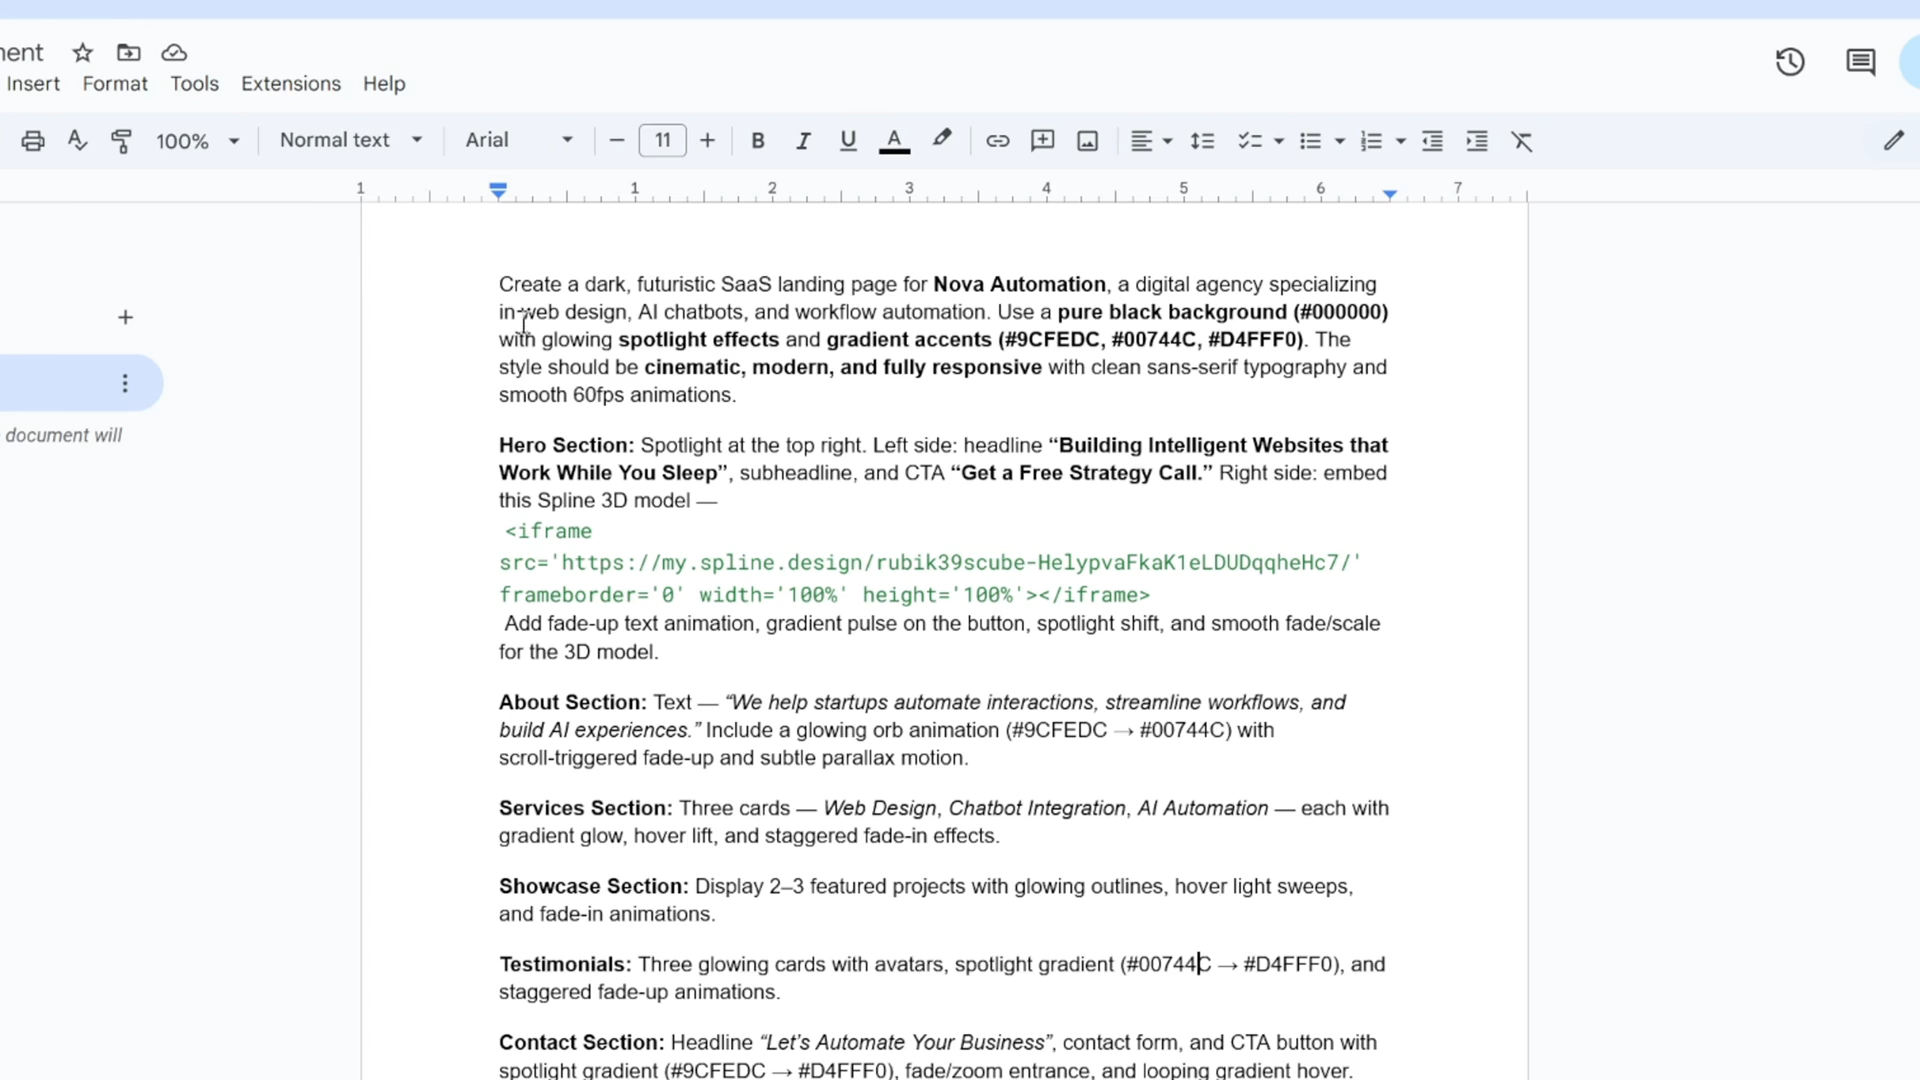 ent
Insert Format Tools Extensions Help
100% Normal text Arial 11 B I U A
1 1 2 3 4 5 6 7
Create a dark, futuristic SaaS landing page for Nova Automation, a digital agency specializing
in web design, AI chatbots, and workflow automation. Use a pure black background (#000000)
with glowing spotlight effects and gradient accents (#9CFEDC, #00744C, #D4FFF0). The
style should be cinematic, modern, and fully responsive with clean sans-serif typography and
smooth 60fps animations.
document will
Hero Section: Spotlight at the top right. Left side: headline “Building Intelligent Websites that
Work While You Sleep”, subheadline, and CTA “Get a Free Strategy Call.” Right side: embed
this Spline 3D model —
<iframe
src='https://my.spline.design/rubik39scube-HelypvaFkaK1eLDUDqqheHc7/'
frameborder='0' width='100%' height='100%'></iframe>
Add fade-up text animation, gradient pulse on the button, spotlight shift, and smooth fade/scale
for the 3D model.
About Section: Text — “We help startups automate interactions, streamline workflows, and
build AI experiences.” Include a glowing orb animation (#9CFEDC → #00744C) with
scroll-triggered fade-up and subtle parallax motion.
Services Section: Three cards — Web Design, Chatbot Integration, AI Automation — each with
gradient glow, hover lift, and staggered fade-in effects.
Showcase Section: Display 2–3 featured projects with glowing outlines, hover light sweeps,
and fade-in animations.
Testimonials: Three glowing cards with avatars, spotlight gradient (#00744C → #D4FFF0), and
staggered fade-up animations.
Contact Section: Headline “Let’s Automate Your Business”, contact form, and CTA button with
spotlight gradient (#9CFEDC → #D4FFF0), fade/zoom entrance, and looping gradient hover.